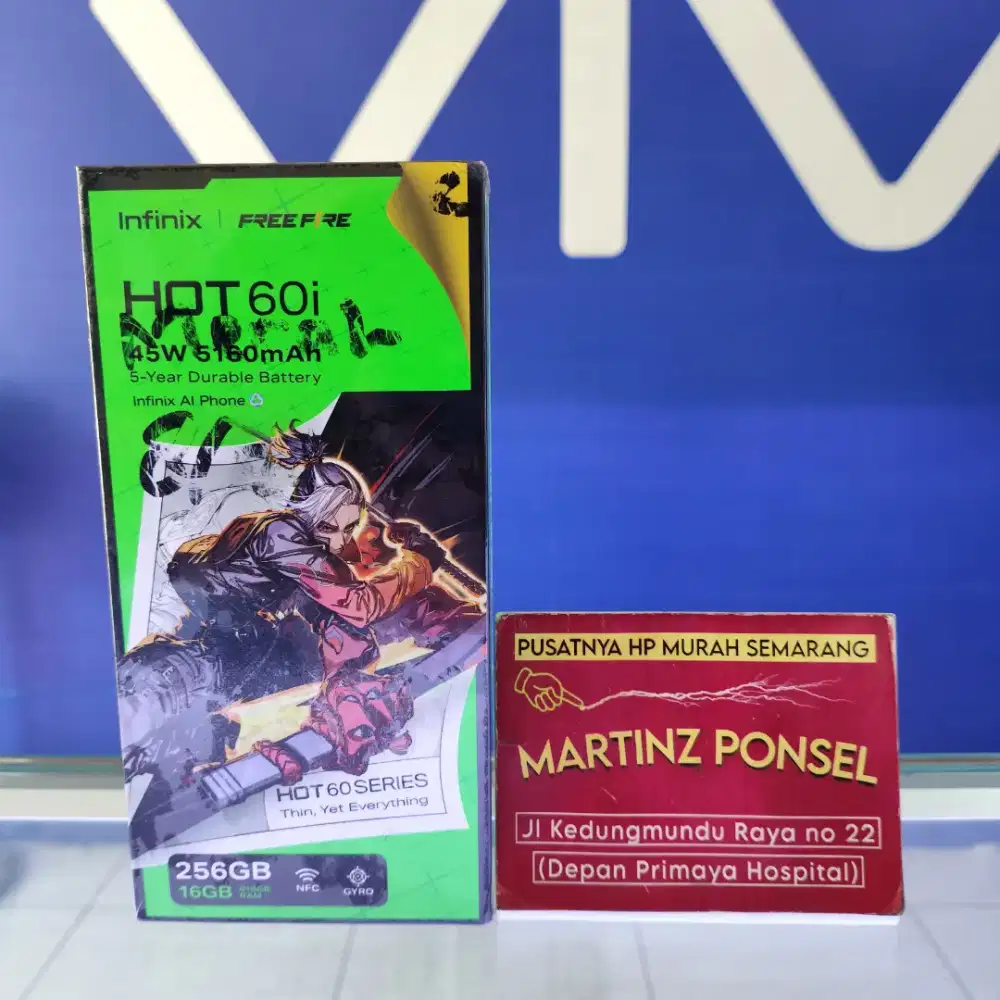 Infinix | FREE FIRE
2
HOT 60i
45W 5160mAh
5-Year Durable Battery
Infinix AI Phone
HOT 60 SERIES
Thin, Yet Everything
256GB
16GB
RAM
NFC
GYRO
PUSATNYA HP MURAH SEMARANG
MARTINZ PONSEL
Jl Kedungmundu Raya no 22
(Depan Primaya Hospital)